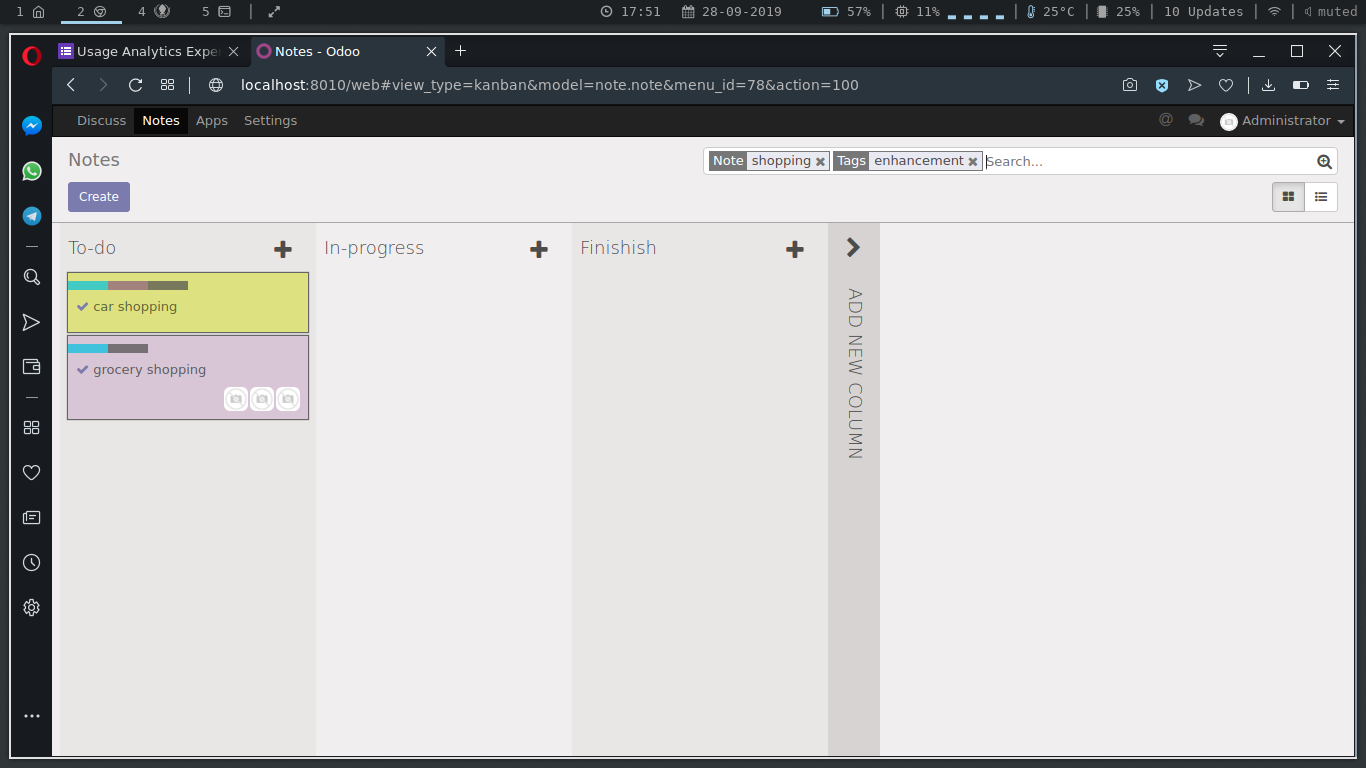 1 2 4 5 17:51 28-09-2019 57% 11% 25°C 25% 10 Updates muted
Usage Analytics Expe Notes - Odoo
localhost:8010/web#view_type=kanban&model=note.note&menu_id=78&action=100
Discuss Notes Apps Settings @ Administrator
Notes Note shopping Tags enhancement Search...
Create
To-do In-progress Finishish
car shopping
grocery shopping
ADD NEW COLUMN